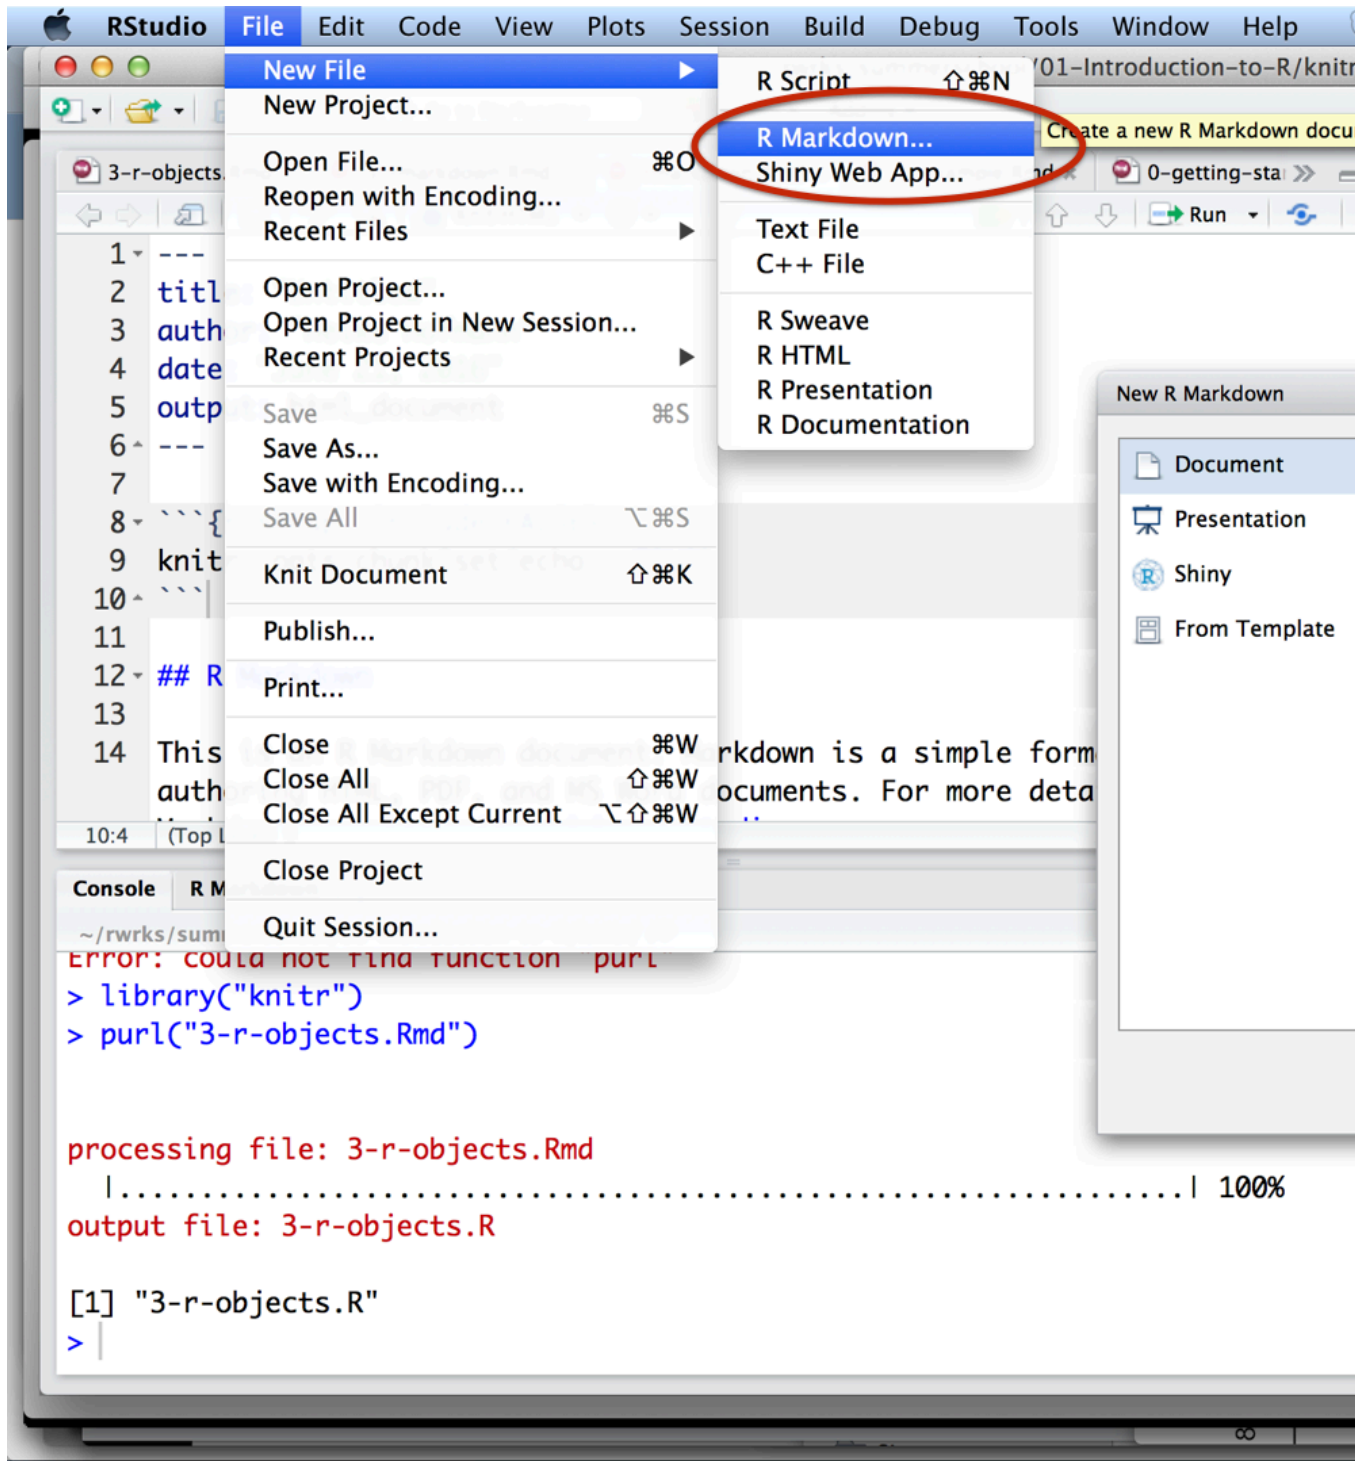 RStudio File Edit Code View Plots Session Build Debug Tools Window Help
/01-Introduction-to-R/knitr
New File
New Project...
Open File... ⌘O
Reopen with Encoding...
Recent Files
Open Project...
Open Project in New Session...
Recent Projects
Save ⌘S
Save As...
Save with Encoding...
Save All ⌥⌘S
Knit Document ⇧⌘K
Publish...
Print...
Close ⌘W
Close All ⇧⌘W
Close All Except Current ⌥⇧⌘W
Close Project
Quit Session...
R Script ⇧⌘N
R Markdown...
Shiny Web App...
Text File
C++ File
R Sweave
R HTML
R Presentation
R Documentation
Create a new R Markdown docu
3-r-objects.
0-getting-sta
Run
1 ---
2 titl
3 auth
4 date
5 outp
6 ---
7
8 ```{
9 knit
10 ```
11
12 ## R
13
14 This rkdown is a simple form
auth ocuments. For more deta
10:4 (Top L
New R Markdown
Document
Presentation
Shiny
From Template
Console R M
~/rwrks/sum
Error: could not find function "purl"
> library("knitr")
> purl("3-r-objects.Rmd")
processing file: 3-r-objects.Rmd
|.................................................................| 100%
output file: 3-r-objects.R
[1] "3-r-objects.R"
>